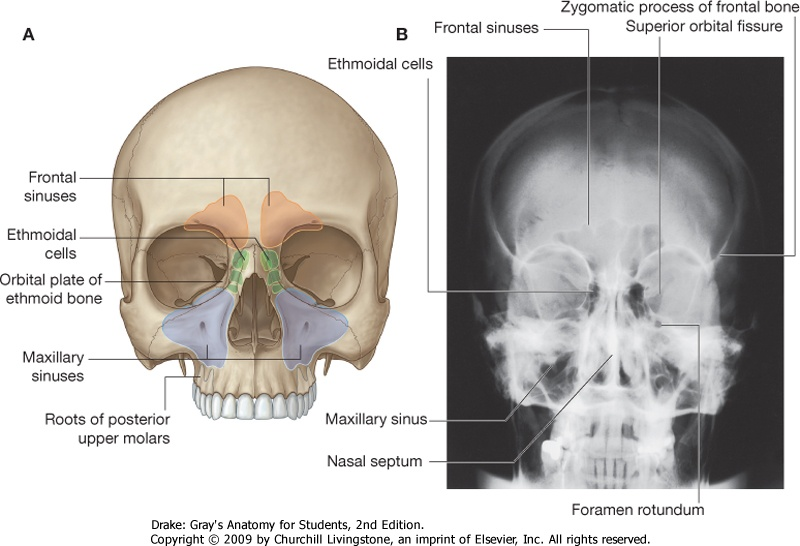 A
Frontal
sinuses
Ethmoidal
cells
Orbital plate of
ethmoid bone
Maxillary
sinuses
Roots of posterior
upper molars
B
Zygomatic process of frontal bone
Frontal sinuses
Superior orbital fissure
Ethmoidal cells
Maxillary sinus
Nasal septum
Foramen rotundum
Drake: Gray's Anatomy for Students, 2nd Edition.
Copyright © 2009 by Churchill Livingstone, an imprint of Elsevier, Inc. All rights reserved.